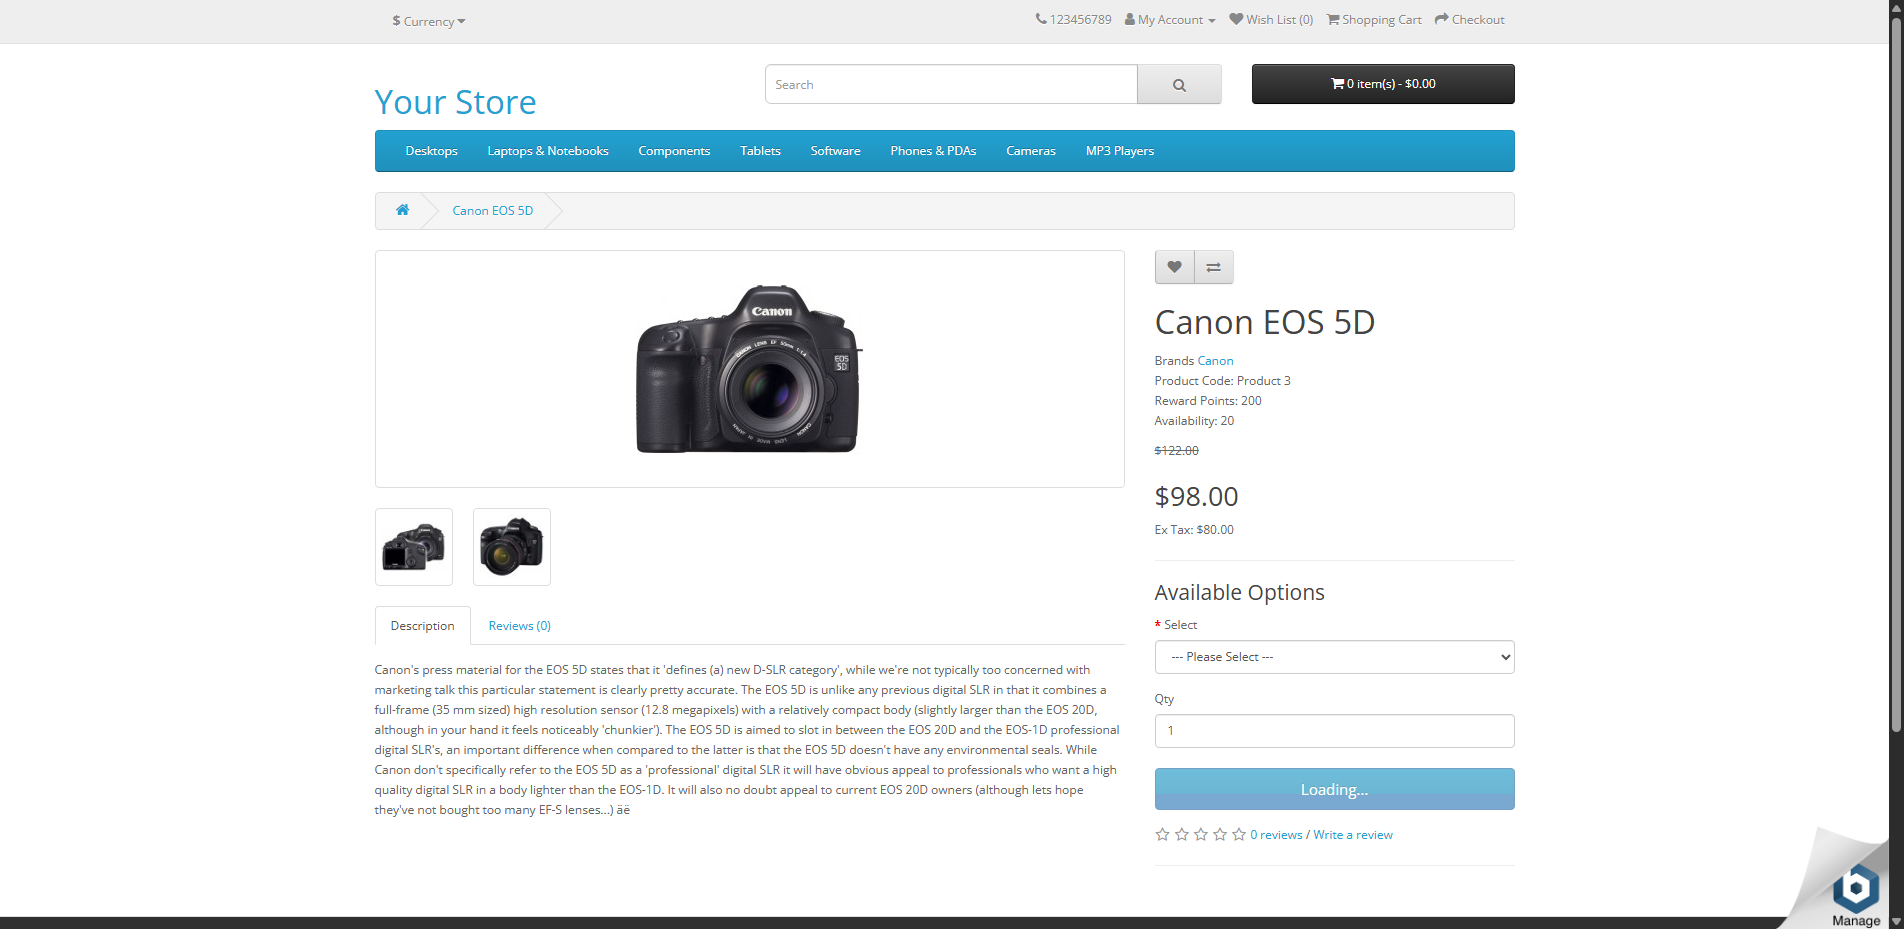 $ Currency
123456789 My Account Wish List (0) Shopping Cart Checkout
Your Store
Search
0 item(s) - $0.00
Desktops Laptops & Notebooks Components Tablets Software Phones & PDAs Cameras MP3 Players
Canon EOS 5D
Canon
EOS
5D
CANON LENS EF 50mm 1:1.4
CANON LENS MADE IN JAPAN
Description Reviews (0)
Canon's press material for the EOS 5D states that it 'defines (a) new D-SLR category', while we're not typically too concerned with
marketing talk this particular statement is clearly pretty accurate. The EOS 5D is unlike any previous digital SLR in that it combines a
full-frame (35 mm sized) high resolution sensor (12.8 megapixels) with a relatively compact body (slightly larger than the EOS 20D,
although in your hand it feels noticeably 'chunkier'). The EOS 5D is aimed to slot in between the EOS 20D and the EOS-1D professional
digital SLR's, an important difference when compared to the latter is that the EOS 5D doesn't have any environmental seals. While
Canon don't specifically refer to the EOS 5D as a 'professional' digital SLR it will have obvious appeal to professionals who want a high
quality digital SLR in a body lighter than the EOS-1D. It will also no doubt appeal to current EOS 20D owners (although lets hope
they've not bought too many EF-S lenses...) äë
Canon EOS 5D
Brands Canon
Product Code: Product 3
Reward Points: 200
Availability: 20
$122.00
$98.00
Ex Tax: $80.00
Available Options
* Select
--- Please Select ---
Qty
1
Loading...
0 reviews / Write a review
b
Manage